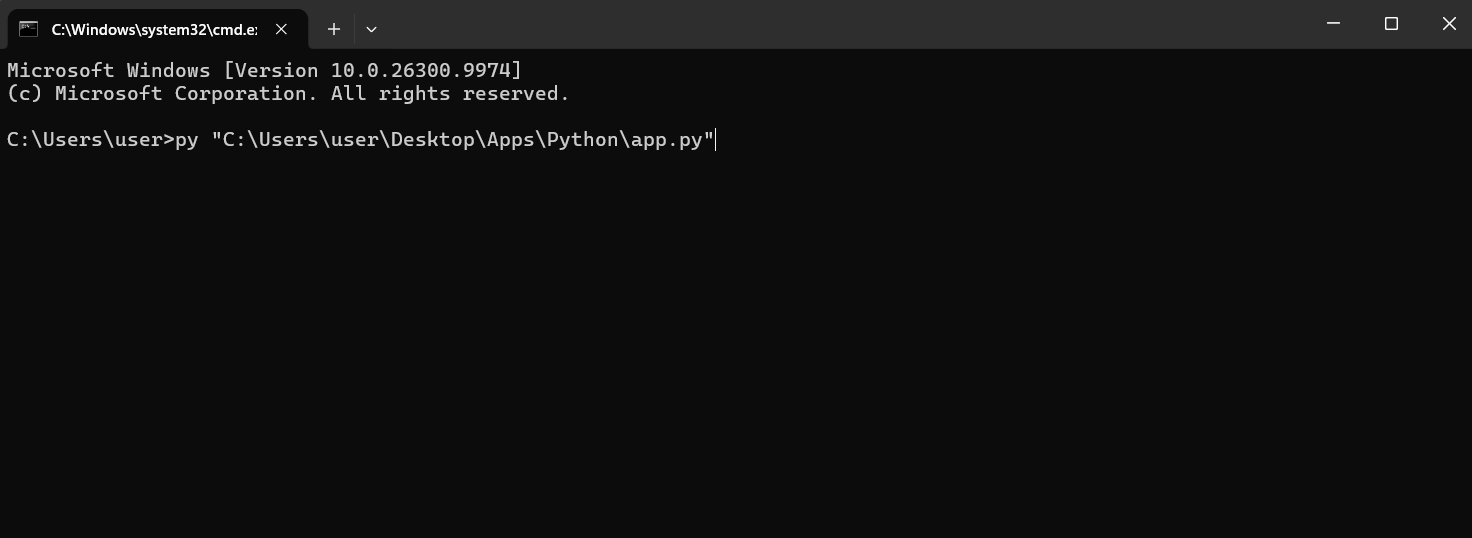 C:\Windows\system32\cmd.e
Microsoft Windows [Version 10.0.26300.9974]
(c) Microsoft Corporation. All rights reserved.
C:\Users\user>py "C:\Users\user\Desktop\Apps\Python\app.py"